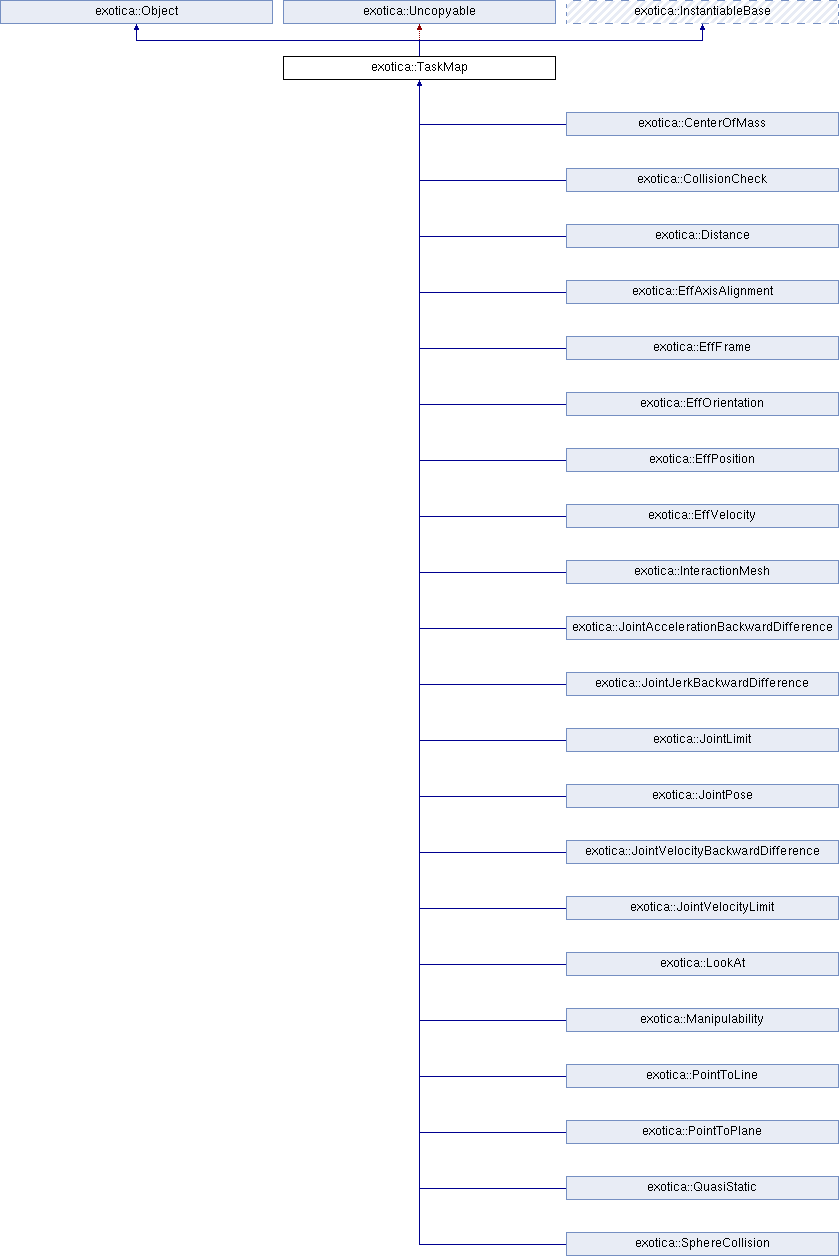 exotica::Object
exotica::Uncopyable
exotica::InstantiableBase
exotica::TaskMap
exotica::CenterOfMass
exotica::CollisionCheck
exotica::Distance
exotica::EffAxisAlignment
exotica::EffFrame
exotica::EffOrientation
exotica::EffPosition
exotica::EffVelocity
exotica::InteractionMesh
exotica::JointAccelerationBackwardDifference
exotica::JointJerkBackwardDifference
exotica::JointLimit
exotica::JointPose
exotica::JointVelocityBackwardDifference
exotica::JointVelocityLimit
exotica::LookAt
exotica::Manipulability
exotica::PointToLine
exotica::PointToPlane
exotica::QuasiStatic
exotica::SphereCollision